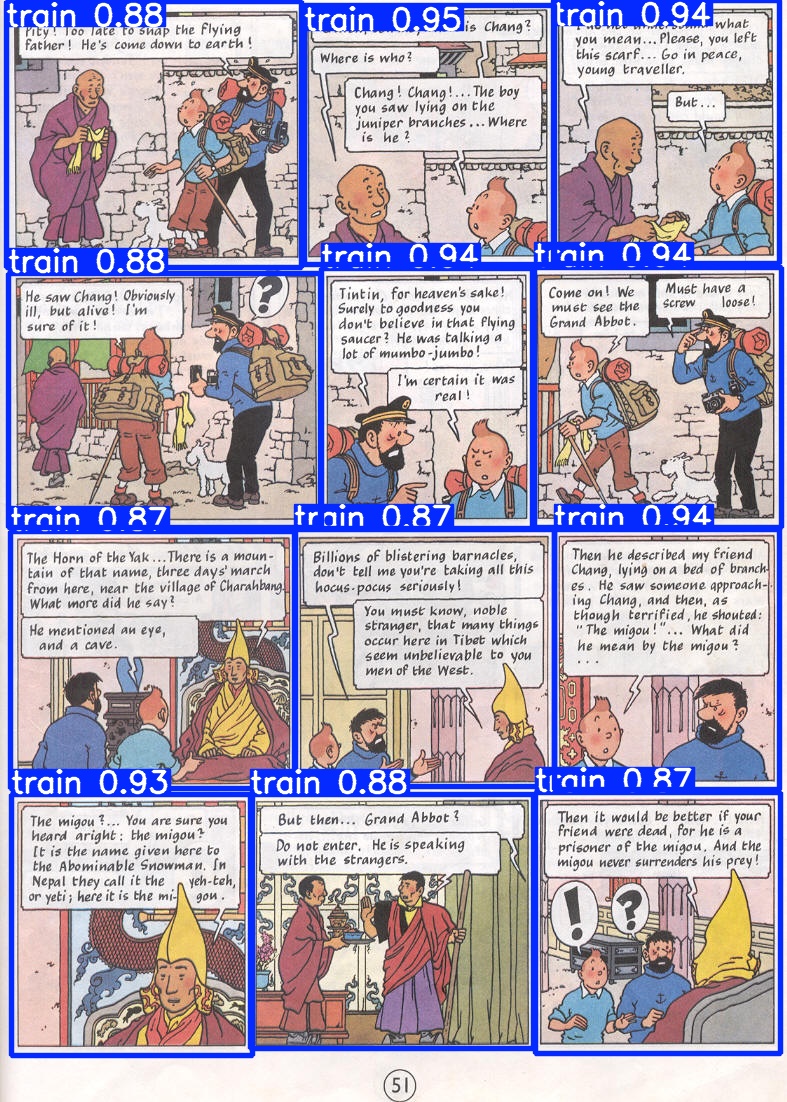 train 0.88
Pity! Too late to snap the flying
father! He's come down to earth!
train 0.95
is Chang?
Where is who?
Chang! Chang!... The boy
you saw lying on the
juniper branches... Where
is he?
train 0.94
what
you mean... Please, you left
this scarf... Go in peace,
young traveller.
But...
train 0.88
He saw Chang! Obviously
ill, but alive! I'm
sure of it!
?
train 0.94
Tintin, for heaven's sake!
Surely to goodness you
don't believe in that flying
saucer? He was talking a
lot of mumbo-jumbo!
I'm certain it was
real!
train 0.94
Come on! We
must see the
Grand Abbot.
Must have a
screw loose!
train 0.87
The Horn of the Yak... There is a moun-
tain of that name, three days' march
from here, near the village of Charahbang.
What more did he say?
He mentioned an eye,
and a cave.
train 0.87
Billions of blistering barnacles,
don't tell me you're taking all this
hocus-pocus seriously!
You must know, noble
stranger, that many things
occur here in Tibet which
seem unbelievable to you
men of the West.
train 0.94
Then he described my friend
Chang, lying on a bed of branch-
es. He saw someone approach-
ing Chang, and then, as
though terrified, he shouted:
"The migou!"... What did
he mean by the migou?
...
train 0.93
The migou?... You are sure you
heard aright: the migou?
It is the name given here to
the Abominable Snowman. In
Nepal they call it the yeh-teh,
or yeti; here it is the mi- gou.
train 0.88
But then... Grand Abbot?
Do not enter. He is speaking
with the strangers.
train 0.87
Then it would be better if your
friend were dead, for he is a
prisoner of the migou. And the
migou never surrenders his prey!
!
?
51